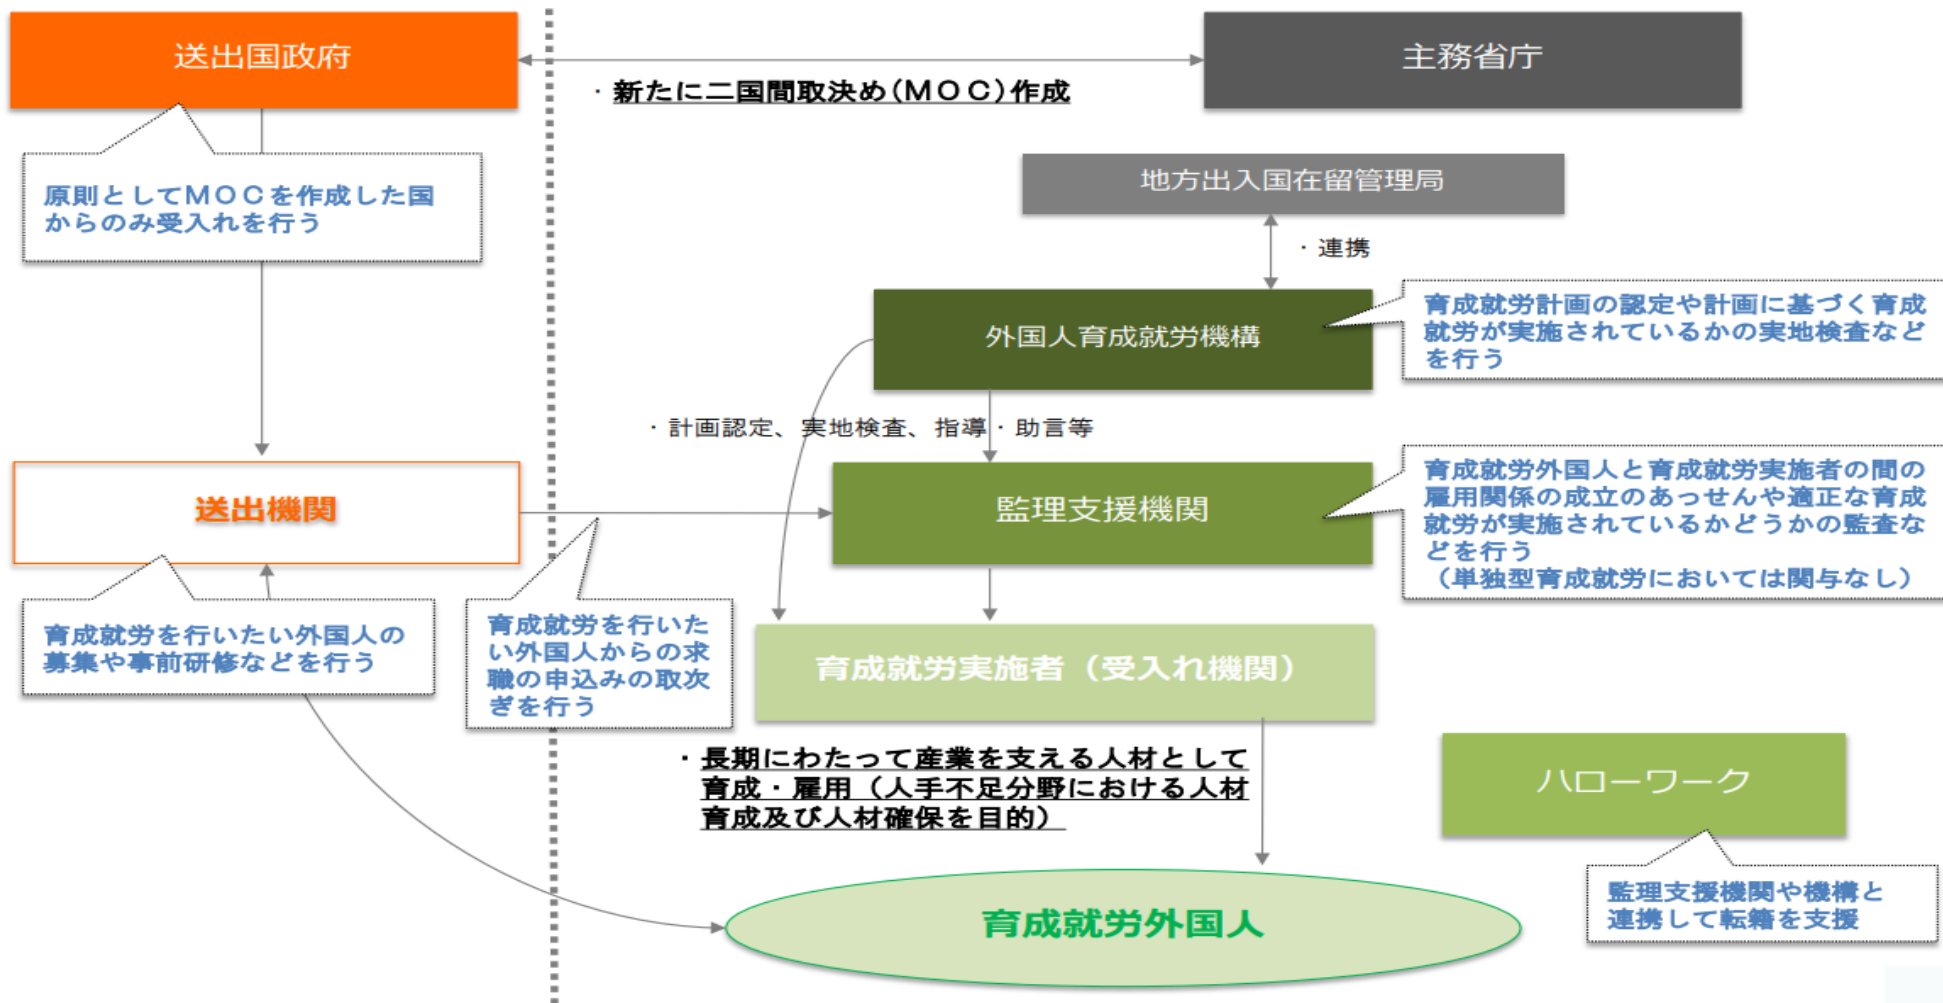 送出国政府
主務省庁
・新たに二国間取決め(ＭＯＣ)作成
原則としてＭＯＣを作成した国
からのみ受入れを行う
地方出入国在留管理局
・連携
外国人育成就労機構
育成就労計画の認定や計画に基づく育成
就労が実施されているかの実地検査など
を行う
・計画認定、実地検査、指導・助言等
送出機関
監理支援機関
育成就労外国人と育成就労実施者の間の
雇用関係の成立のあっせんや適正な育成
就労が実施されているかどうかの監査な
どを行う
（単独型育成就労においては関与なし）
育成就労を行いたい外国人の
募集や事前研修などを行う
育成就労を行いた
い外国人からの求
職の申込みの取次
ぎを行う
育成就労実施者（受入れ機関）
・長期にわたって産業を支える人材として
育成・雇用（人手不足分野における人材
育成及び人材確保を目的）
ハローワーク
監理支援機関や機構と
連携して転籍を支援
育成就労外国人